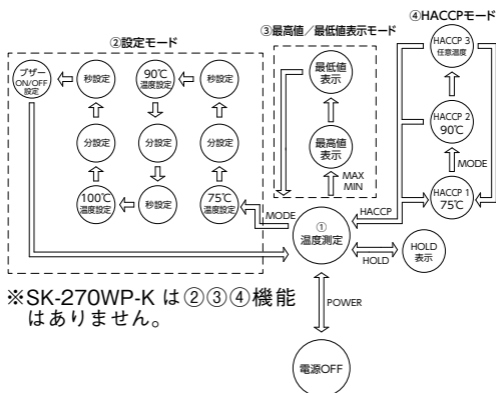 ②設定モード
③最高値／最低値表示モード
④HACCPモード
ブザー
ON/OFF
設定
秒設定
90℃
温度設定
秒設定
分設定
分設定
分設定
100℃
温度設定
秒設定
75℃
温度設定
最低値
表示
最高値
表示
MAX
MIN
HACCP 3
任意温度
HACCP 2
90℃
MODE
HACCP 1
75℃
MODE
HACCP
①
温度測定
HOLD
HOLD
表示
POWER
電源OFF
※SK-270WP-K は②③④機能
はありません。